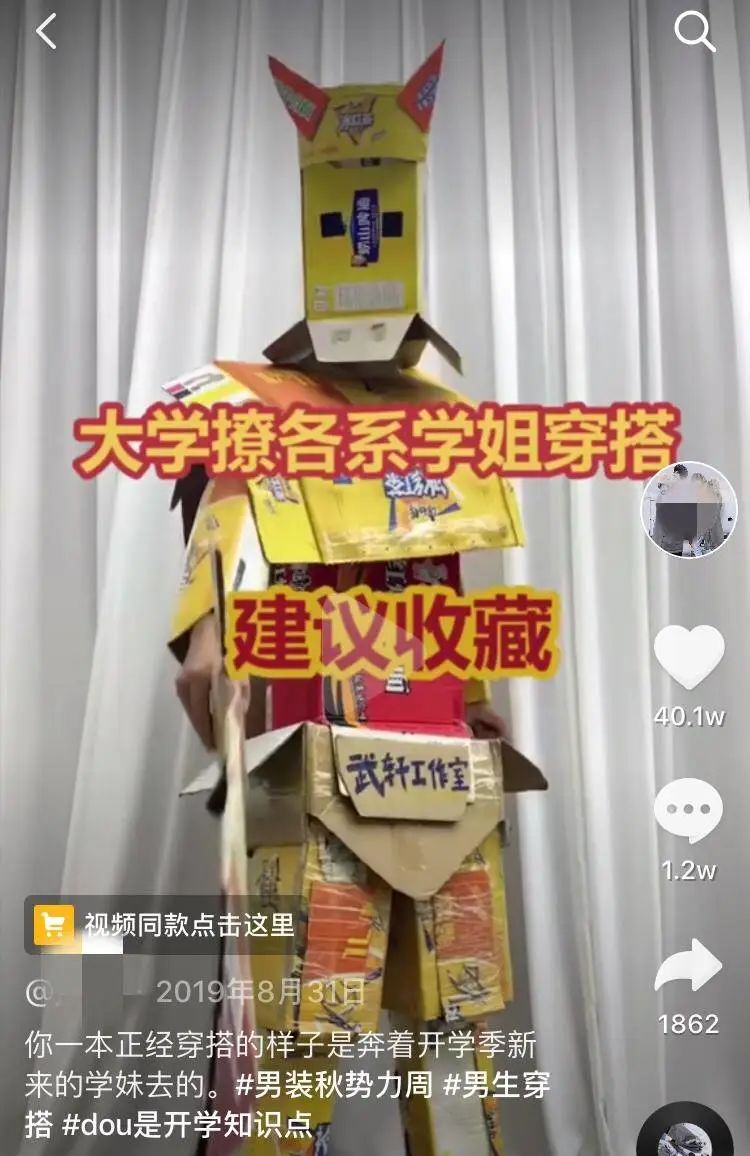 大学撩各系学姐穿搭
建议收藏
武轩工作室
40.1w
1.2w
1862
视频同款点击这里
@
2019年8月31日
你一本正经穿搭的样子是奔着开学季新
来的学妹去的。#男装秋势力周 #男生穿
搭 #dou是开学知识点